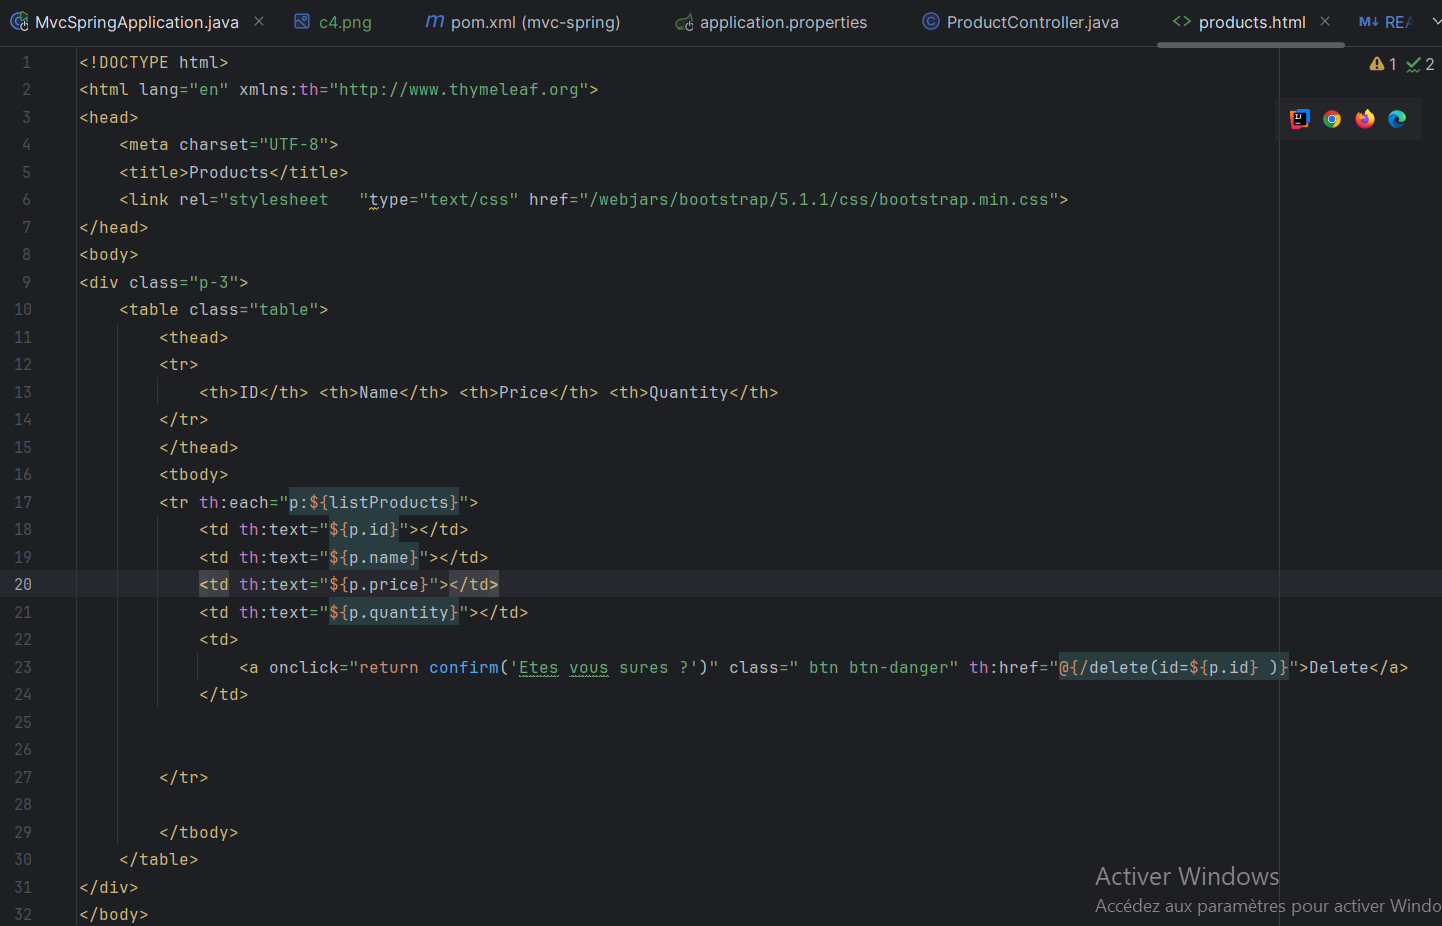 MvcSpringApplication.java c4.png pom.xml (mvc-spring) application.properties ProductController.java products.html REA
1 <!DOCTYPE html>
2 <html lang="en" xmlns:th="http://www.thymeleaf.org">
3 <head>
4 <meta charset="UTF-8">
5 <title>Products</title>
6 <link rel="stylesheet   "type="text/css" href="/webjars/bootstrap/5.1.1/css/bootstrap.min.css">
7 </head>
8 <body>
9 <div class="p-3">
10 <table class="table">
11 <thead>
12 <tr>
13 <th>ID</th> <th>Name</th> <th>Price</th> <th>Quantity</th>
14 </tr>
15 </thead>
16 <tbody>
17 <tr th:each="p:${listProducts}">
18 <td th:text="${p.id}"></td>
19 <td th:text="${p.name}"></td>
20 <td th:text="${p.price}"></td>
21 <td th:text="${p.quantity}"></td>
22 <td>
23 <a onclick="return confirm('Etes vous sures ?')" class=" btn btn-danger" th:href="@{/delete(id=${p.id} )}">Delete</a>
24 </td>
25
26
27 </tr>
28
29 </tbody>
30 </table>
31 </div>
32 </body>
1 2
Activer Windows
Accédez aux paramètres pour activer Windo